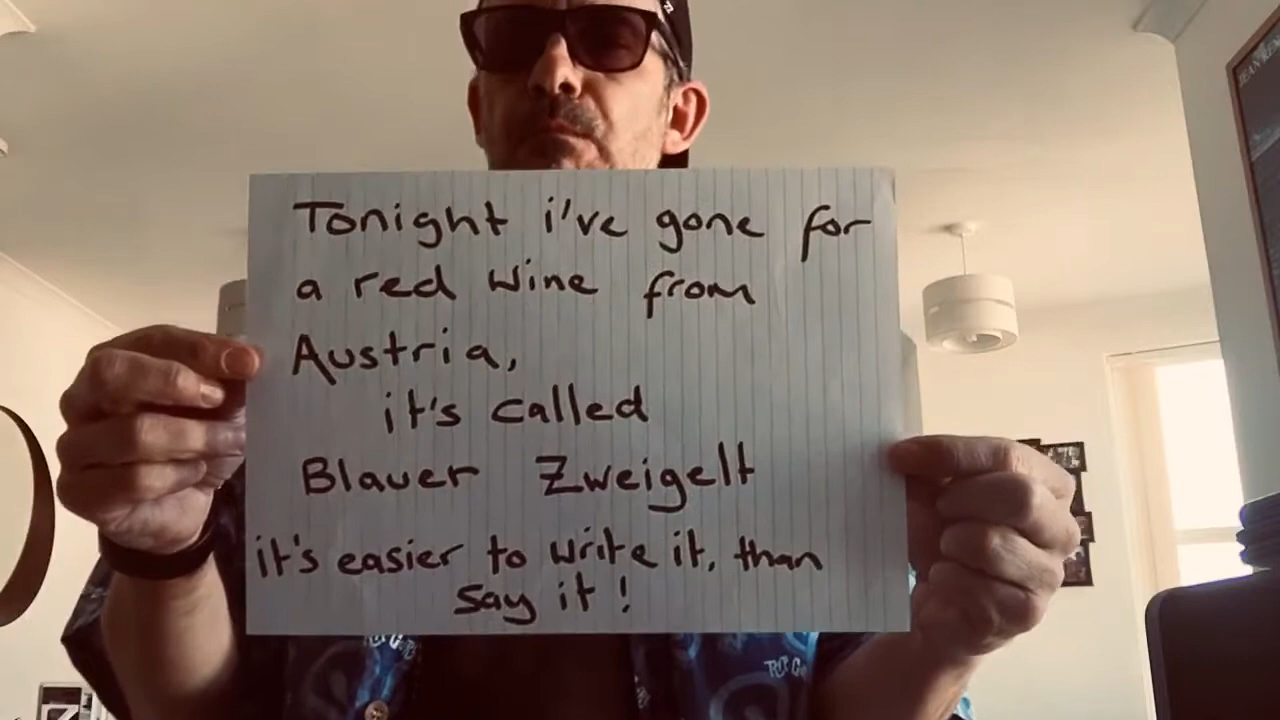 Tonight i've gone for
a red wine from
Austria,
it's called
Blauer Zweigelt
it's easier to write it, than
say it!